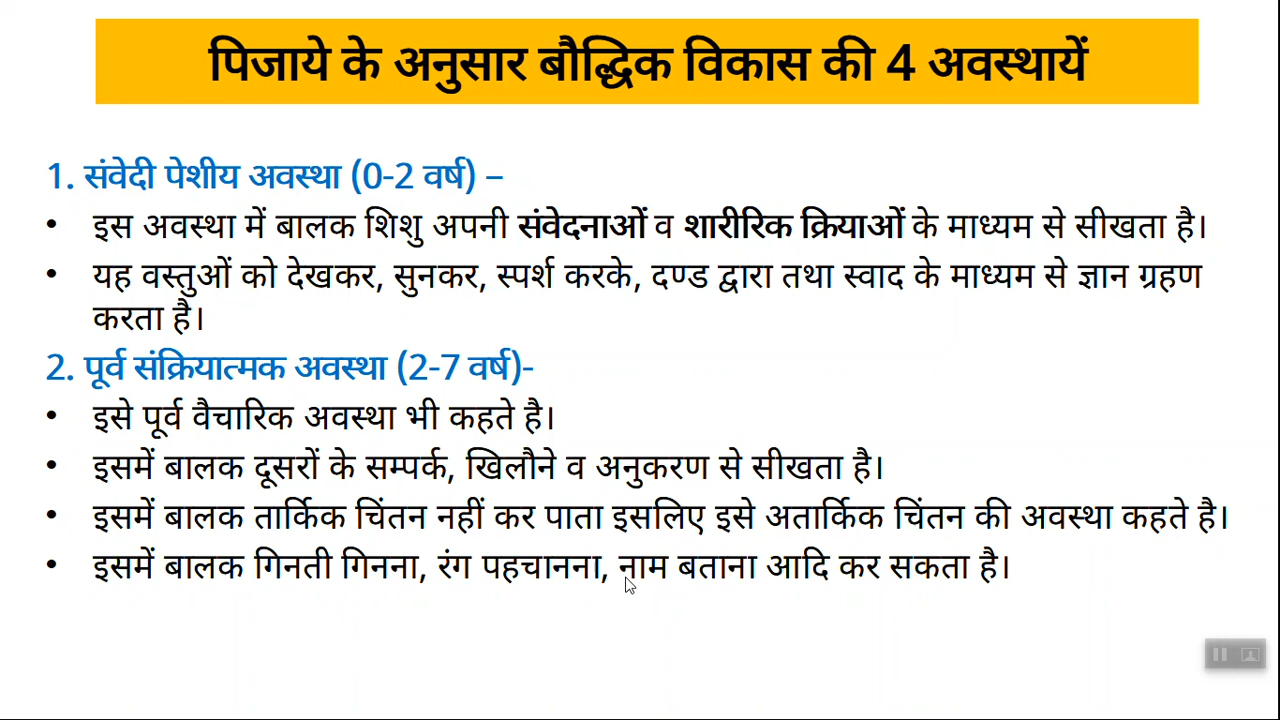 पिजाये के अनुसार बौद्धिक विकास की 4 अवस्थायें
1. संवेदी पेशीय अवस्था (0-2 वर्ष) –
• इस अवस्था में बालक शिशु अपनी संवेदनाओं व शारीरिक क्रियाओं के माध्यम से सीखता है।
• यह वस्तुओं को देखकर, सुनकर, स्पर्श करके, दण्ड द्वारा तथा स्वाद के माध्यम से ज्ञान ग्रहण
करता है।
2. पूर्व संक्रियात्मक अवस्था (2-7 वर्ष)-
• इसे पूर्व वैचारिक अवस्था भी कहते है।
• इसमें बालक दूसरों के सम्पर्क, खिलौने व अनुकरण से सीखता है।
• इसमें बालक तार्किक चिंतन नहीं कर पाता इसलिए इसे अतार्किक चिंतन की अवस्था कहते है।
• इसमें बालक गिनती गिनना, रंग पहचानना, नाम बताना आदि कर सकता है।